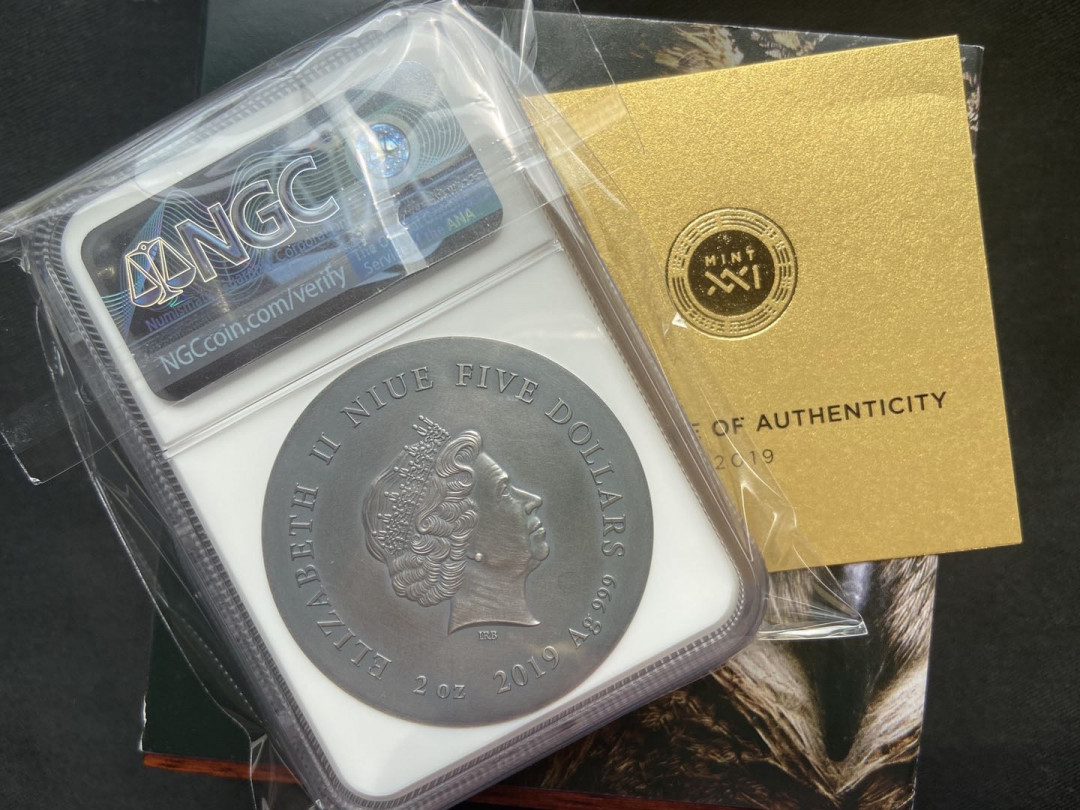 NGC
NGCcoin.com/verify
ANA
ELIZABETH II NIUE FIVE DOLLARS
2 oz 2019 Ag 999
IRB
MINT
XXI
E OF AUTHENTICITY
2019